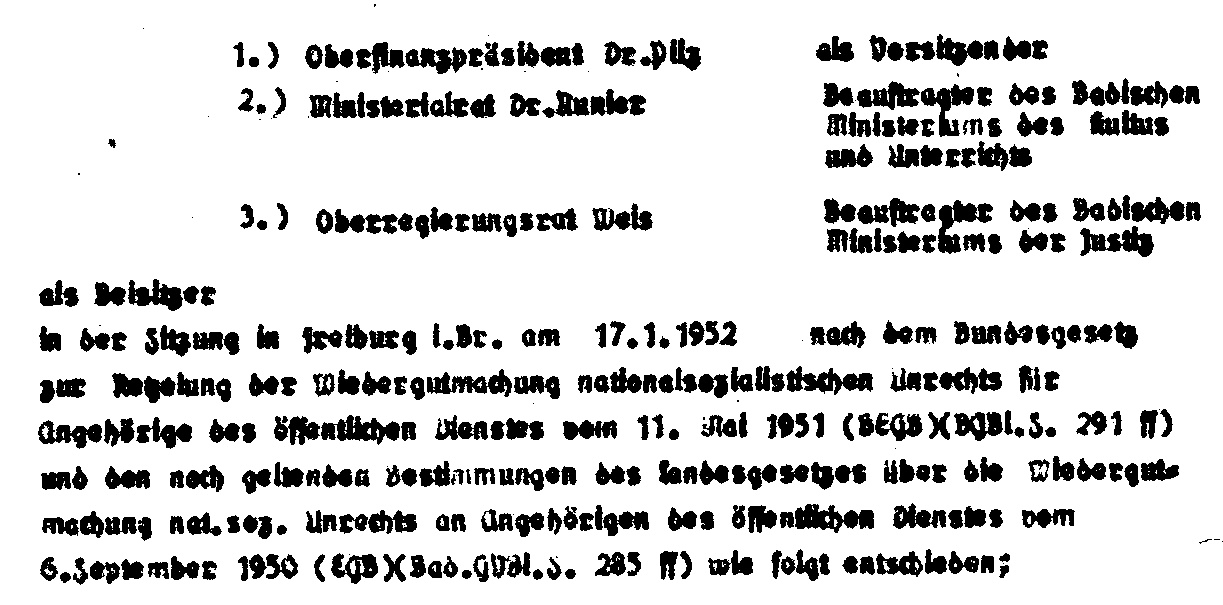 1.) Oberfinanzpräsident Dr.Pilz als Vorsitzender
2.) Ministerialrat Dr.Runier Beauftragter des Badischen
Ministeriums des Kultus
und Unterrichts
3.) Oberregierungsrat Weis Beauftragter des Badischen
Ministeriums der Justiz
als Beisitzer
in der Sitzung in Freiburg i.Br. am 17.1.1952 nach dem Bundesgesetz
zur Regelung der Wiedergutmachung nationalsozialistischen Unrechts für
Angehörige des öffentlichen Dienstes vom 11. Mai 1951 (BEGB)(BGBl.S. 291 ff)
und den noch geltenden Bestimmungen des Landesgesetzes über die Wiedergut-
machung nat.soz. Unrechts an Angehörigen des öffentlichen Dienstes vom
6.September 1950 (EGB)(Bad.GVBl.S. 285 ff) wie folgt entschieden;